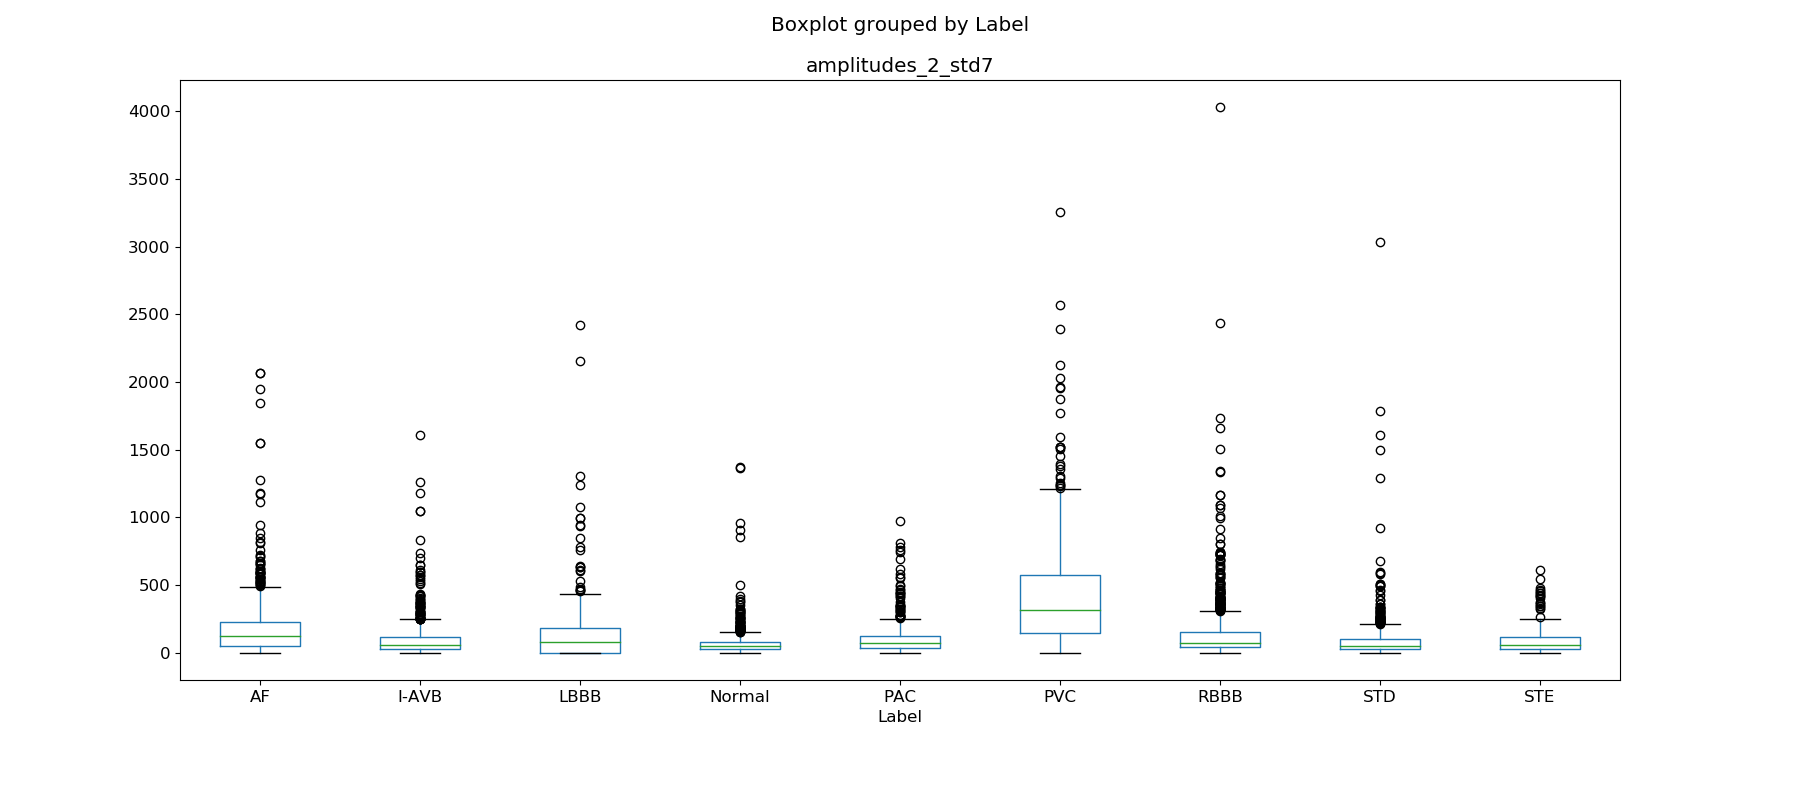 Boxplot grouped by Label
amplitudes_2_std7
4000
3500
3000
2500
2000
1500
1000
500
0
AF I-AVB LBBB Normal PAC PVC RBBB STD STE
Label